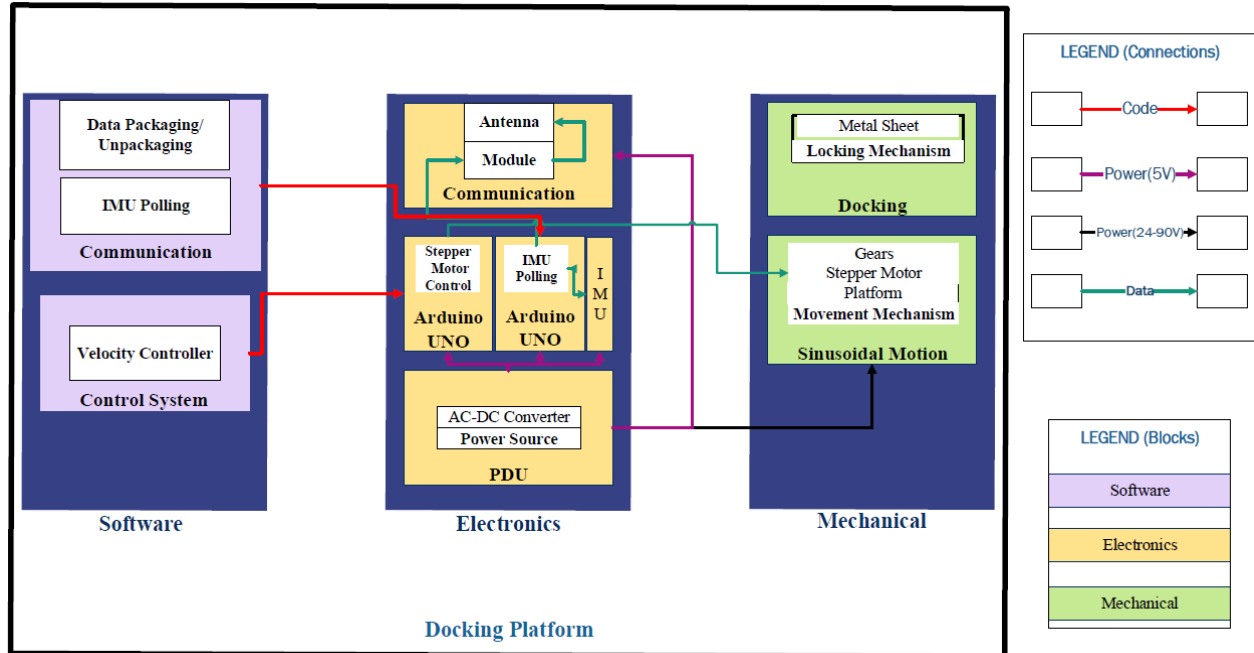 Data Packaging/
Unpackaging
IMU Polling
Communication
Velocity Controller
Control System
Software
Antenna
Module
Communication
Stepper
Motor
Control
Arduino
UNO
IMU
Polling
Arduino
UNO
I
M
U
AC-DC Converter
Power Source
PDU
Electronics
Metal Sheet
Locking Mechanism
Docking
Gears
Stepper Motor
Platform
Movement Mechanism
Sinusoidal Motion
Mechanical
Docking Platform
LEGEND (Connections)
Code
Power(5V)
Power(24-90V)
Data
LEGEND (Blocks)
Software
Electronics
Mechanical